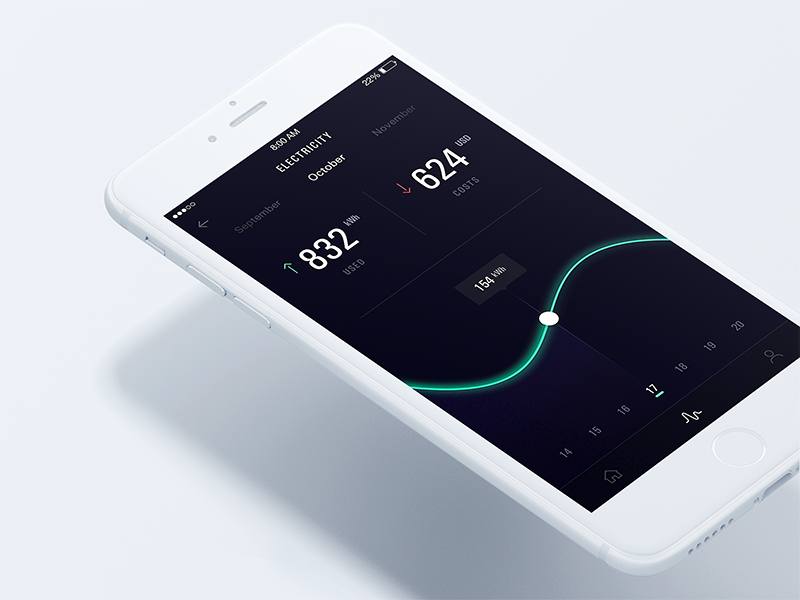 8:00 AM
22%
ELECTRICITY
September
October
November
832 kWh
USED
624 USD
COSTS
154 kWh
14 15 16 17 18 19 20